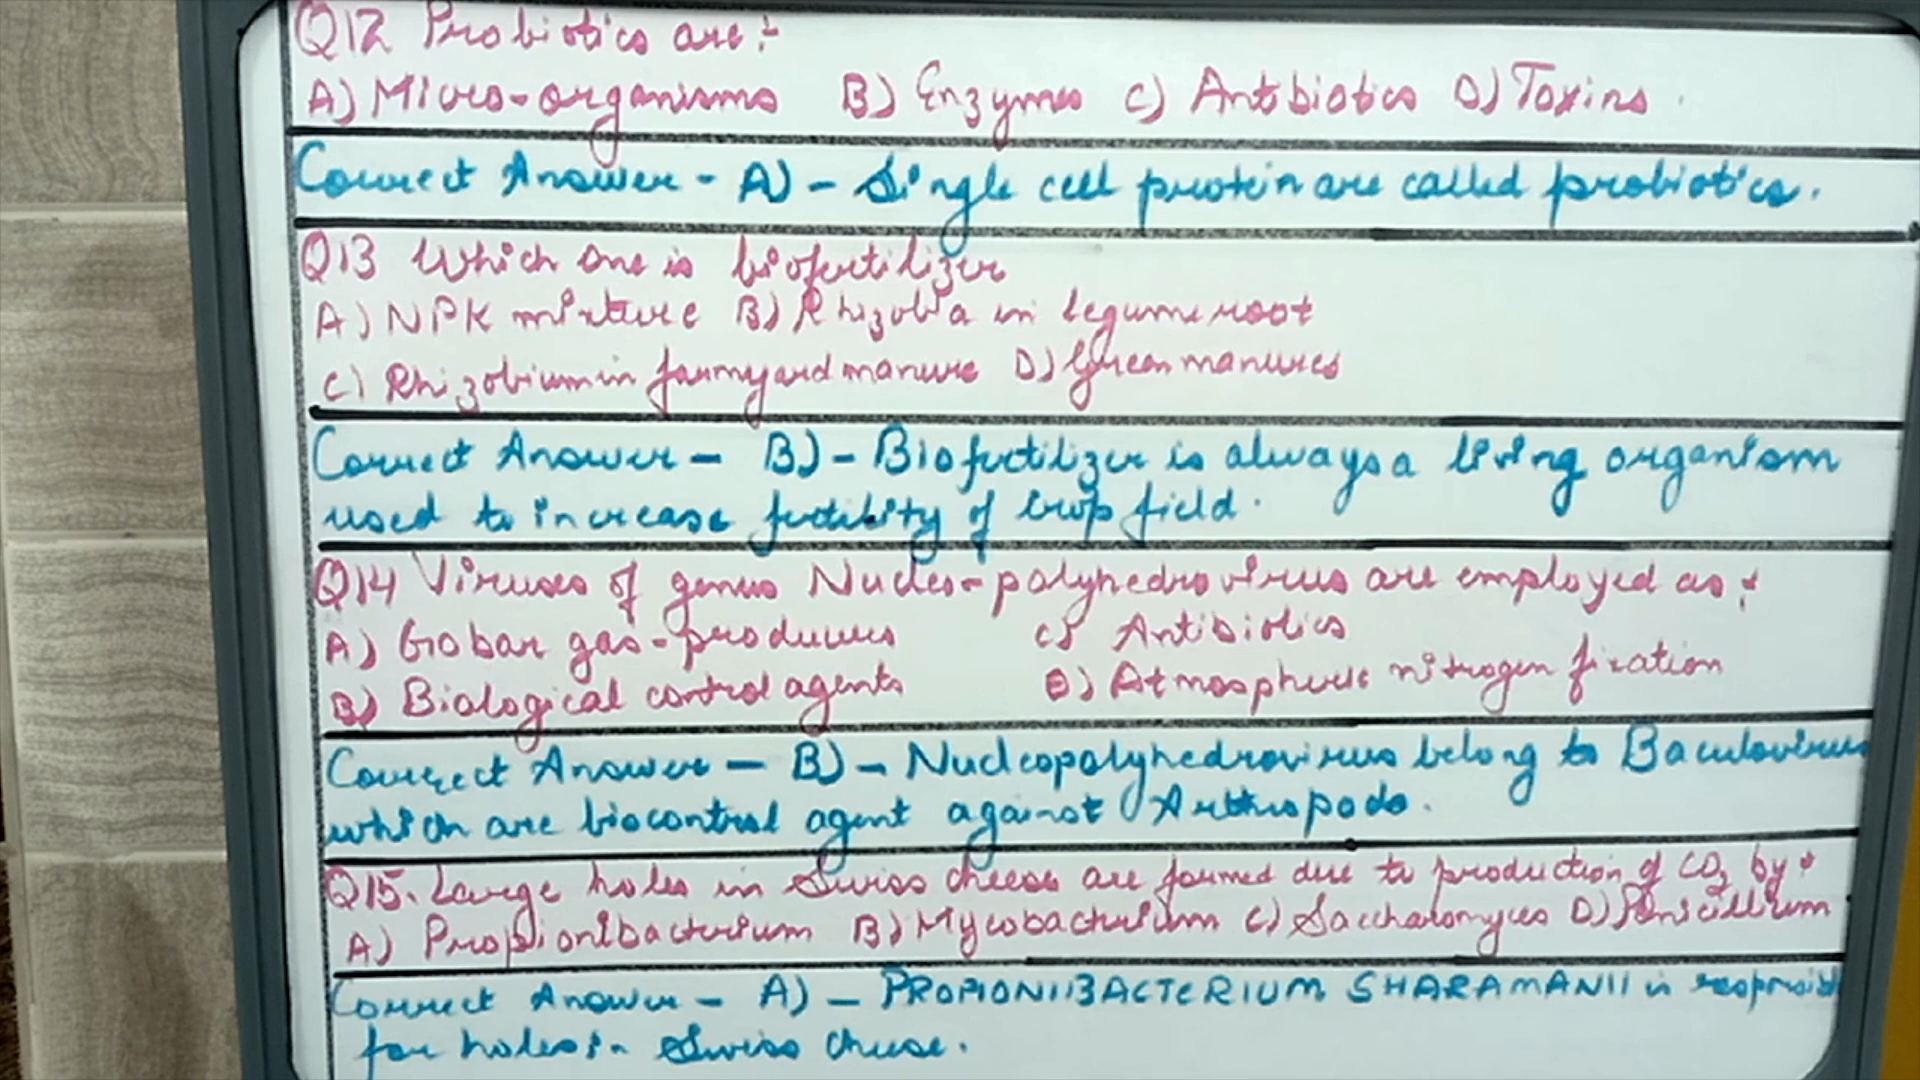 Q12 Probiotics are :-
A) Micro-organisms B) Enzymes C) Antibiotics D) Toxins.
Correct Answer - A) - Single cell protein are called probiotics.
Q13 Which one is biofertilizer
A) NPK mixture B) Rhizobia in legume root
C) Rhizobium in farmyard manure D) Green manures
Correct Answer - B) - Biofertilizer is always a living organism
used to increase fertility of crop field.
Q14 Viruses of genus Nucleo-polyhedrovirus are employed as :
A) Gobar gas-producers C) Antibiotics
B) Biological control agents D) Atmospheric nitrogen fixation
Correct Answer - B) - Nucleopolyhedrovirus belong to Baculovirus
which are biocontrol agent against Arthropods.
Q15. Large holes in Swiss cheese are formed due to production of CO2 by :
A) Propionibacterium B) Mycobacterium C) Saccharomyces D) Penicillium
Correct Answer - A) - PROPIONIIBACTERIUM SHARAMANII is
for holes in Swiss cheese.